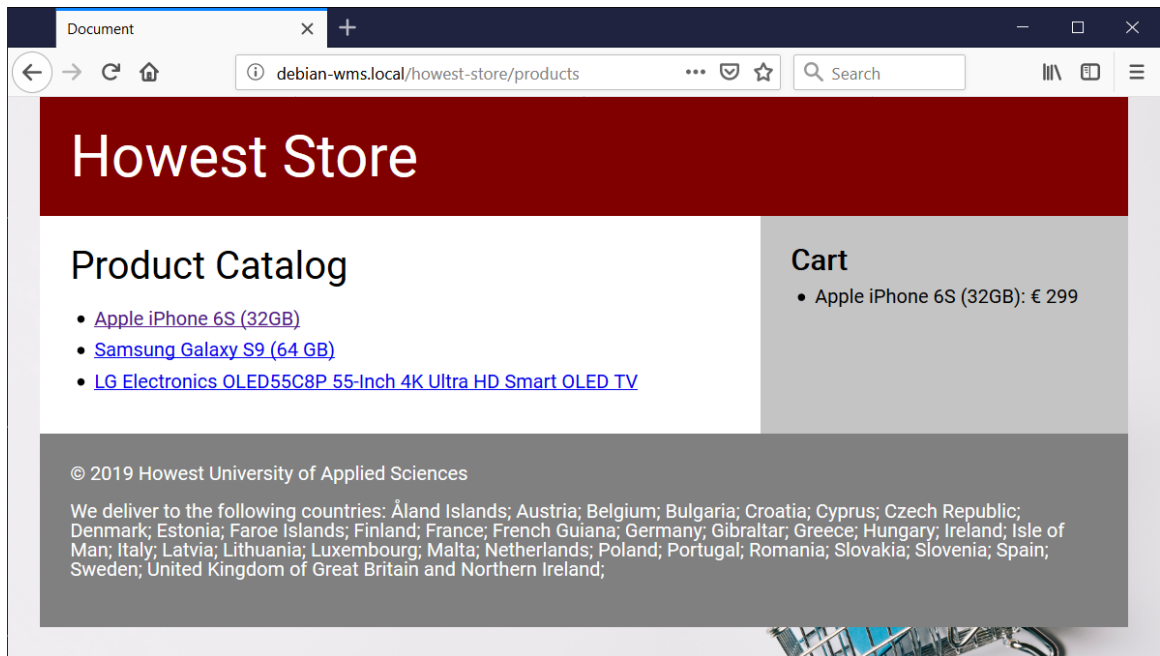 Document
debian-wms.local/howest-store/products
Search
Howest Store
Product Catalog
• Apple iPhone 6S (32GB)
• Samsung Galaxy S9 (64 GB)
• LG Electronics OLED55C8P 55-Inch 4K Ultra HD Smart OLED TV
Cart
• Apple iPhone 6S (32GB): € 299
© 2019 Howest University of Applied Sciences
We deliver to the following countries: Åland Islands; Austria; Belgium; Bulgaria; Croatia; Cyprus; Czech Republic;
Denmark; Estonia; Faroe Islands; Finland; France; French Guiana; Germany; Gibraltar; Greece; Hungary; Ireland; Isle of
Man; Italy; Latvia; Lithuania; Luxembourg; Malta; Netherlands; Poland; Portugal; Romania; Slovakia; Slovenia; Spain;
Sweden; United Kingdom of Great Britain and Northern Ireland;